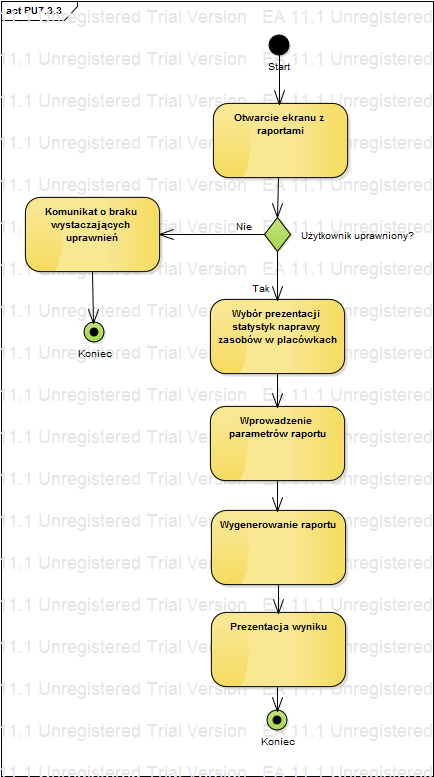 act PU7.3.3
EA 11.1 Unregistered Trial Version
Start
Otwarcie ekranu z
raportami
Komunikat o braku
wystaczających
uprawnień
Nie
Użytkownik uprawniony?
Tak
Koniec
Wybór prezentacji
statystyk naprawy
zasobów w placówkach
Wprowadzenie
parametrów raportu
Wygenerowanie raportu
Prezentacja wyniku
Koniec